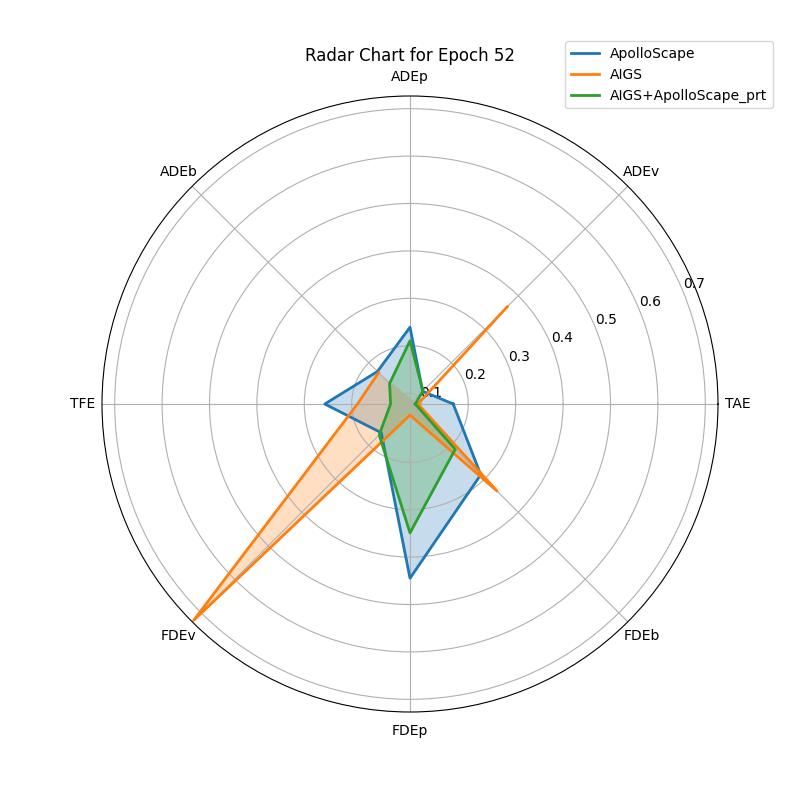 Radar Chart for Epoch 52
ApolloScape
AIGS
AIGS+ApolloScape_prt
ADEp
ADEb
ADEv
0.7
0.6
0.5
0.4
0.3
0.2
0.1
TFE
TAE
FDEv
FDEb
FDEp